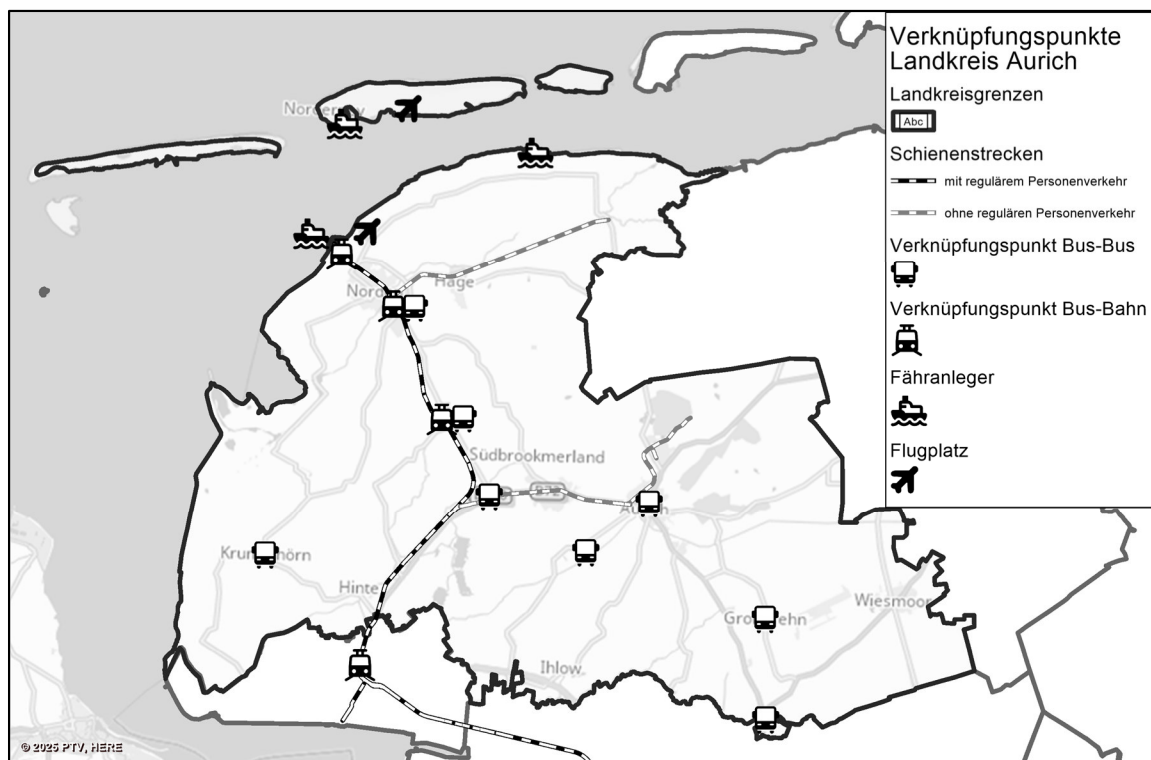 Verknüpfungspunkte
Landkreis Aurich
Landkreisgrenzen
Abc
Schienenstrecken
mit regulärem Personenverkehr
ohne regulären Personenverkehr
Verknüpfungspunkt Bus-Bus
Verknüpfungspunkt Bus-Bahn
Fähranleger
Flugplatz
Hage
Südbrookmerland
Hinte
Wiesmoor
Ihlow
© 2025 PTV, HERE